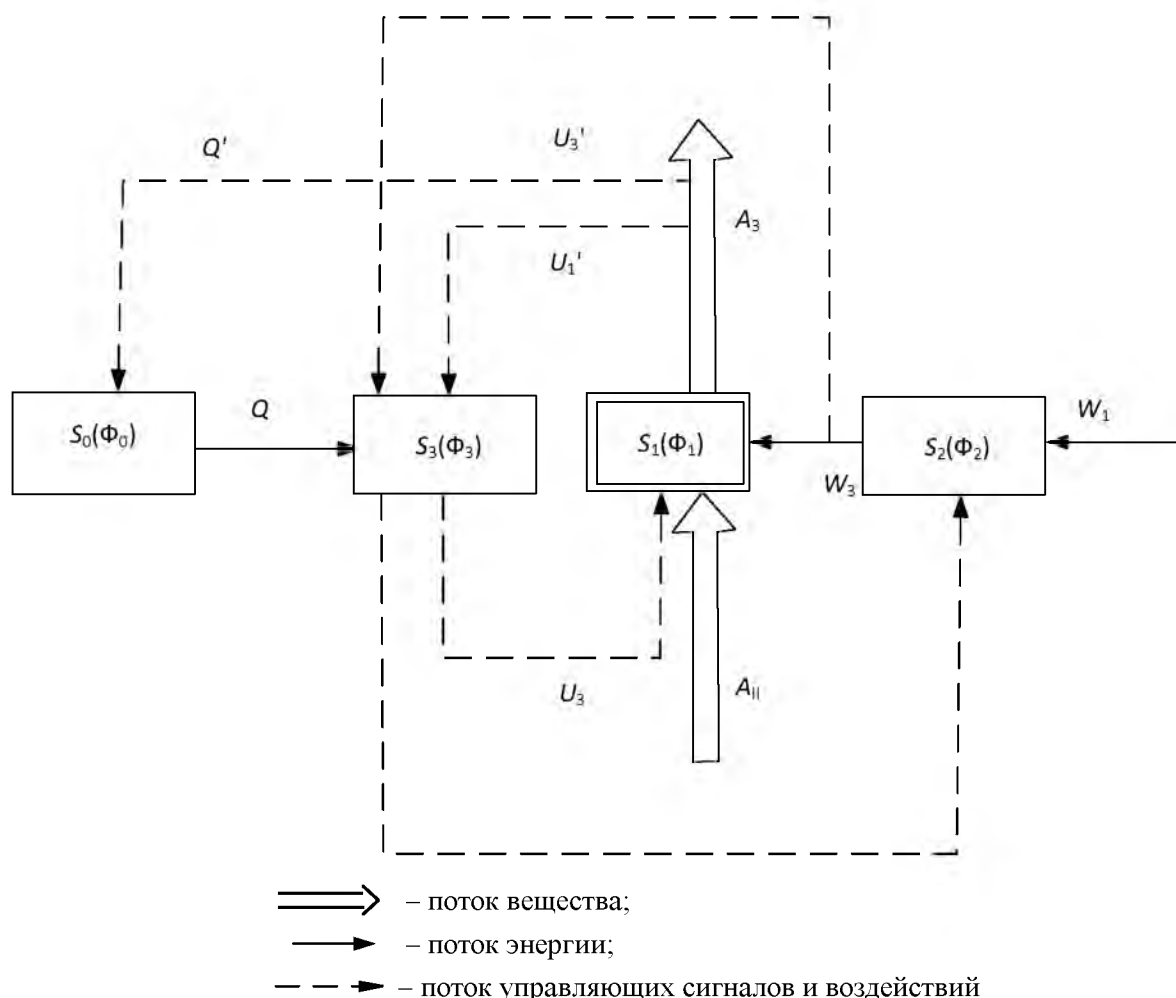 Q'
U₃'
A₃
U₁'
Q
W₁
S₀(Φ₀)
S₃(Φ₃)
S₁(Φ₁)
S₂(Φ₂)
W₃
U₃
A_II
– поток вещества;
– поток энергии;
– поток управляющих сигналов и воздействий